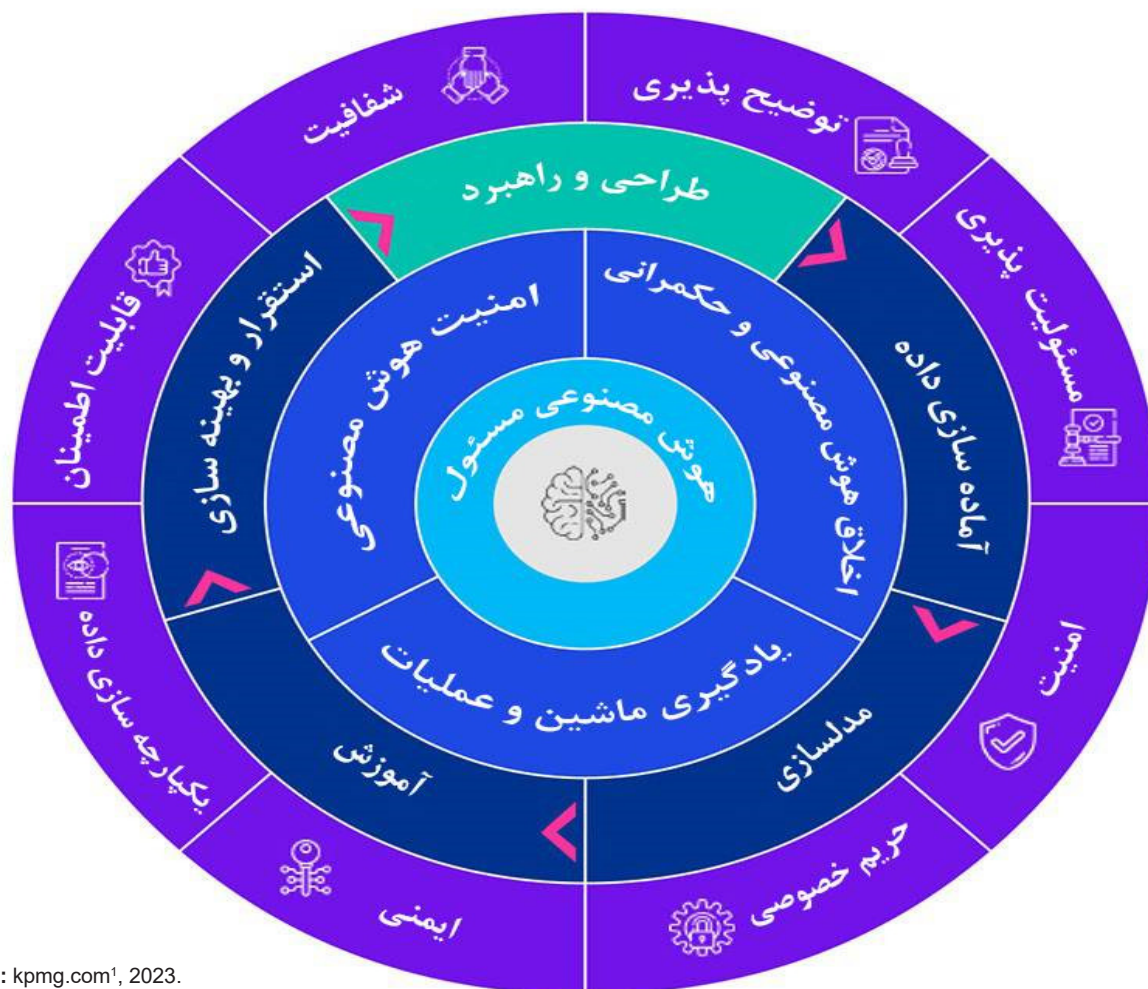 شفافیت
توضیح پذیری
مسئولیت پذیری
امنیت
حریم خصوصی
ایمنی
یکپارچه سازی داده
قابلیت اطمینان
طراحی و راهبرد
آماده سازی داده
مدلسازی
آموزش
استقرار و بهینه سازی
امنیت هوش مصنوعی
اخلاق هوش مصنوعی و حکمرانی
یادگیری ماشین و عملیات
هوش مصنوعی مسئول
: kpmg.com¹, 2023.